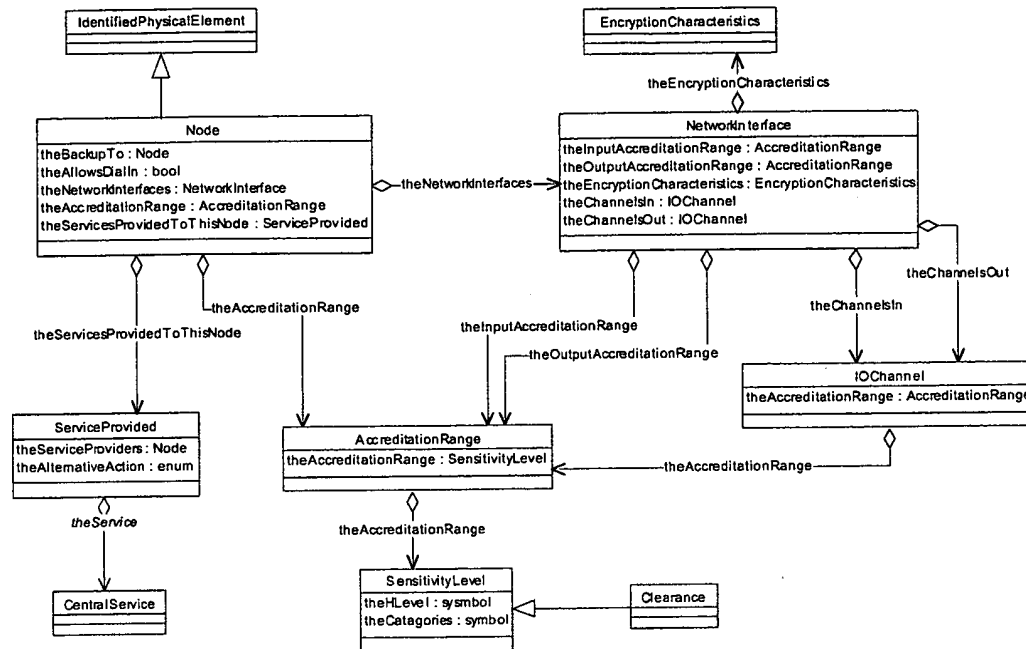 IdentifiedPhysicalElement
EncryptionCharacteristics
theEncryptionCharacteristics
Node
theBackupTo : Node
theAllowsDialIn : bool
theNetworkInterfaces : NetworkInterface
theAccreditationRange : AccreditationRange
theServicesProvidedToThisNode : ServiceProvided
theNetworkInterfaces
NetworkInterface
theInputAccreditationRange : AccreditationRange
theOutputAccreditationRange : AccreditationRange
theEncryptionCharacteristics : EncryptionCharacteristics
theChannelsIn : IOChannel
theChannelsOut : IOChannel
theChannelsOut
theChannelsIn
theAccreditationRange
theServicesProvidedToThisNode
theInputAccreditationRange
theOutputAccreditationRange
IOChannel
theAccreditationRange : AccreditationRange
ServiceProvided
theServiceProviders : Node
theAlternativeAction : enum
AccreditationRange
theAccreditationRange : SensitivityLevel
theAccreditationRange
theService
theAccreditationRange
CentralService
SensitivityLevel
theHLevel : sysmbol
theCatagories : symbol
Clearance